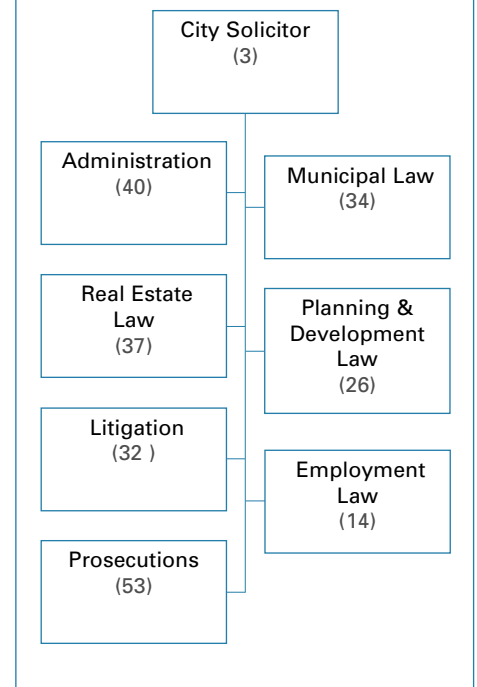 City Solicitor
(3)
Administration
(40)
Municipal Law
(34)
Real Estate
Law
(37)
Planning &
Development
Law
(26)
Litigation
(32 )
Employment
Law
(14)
Prosecutions
(53)